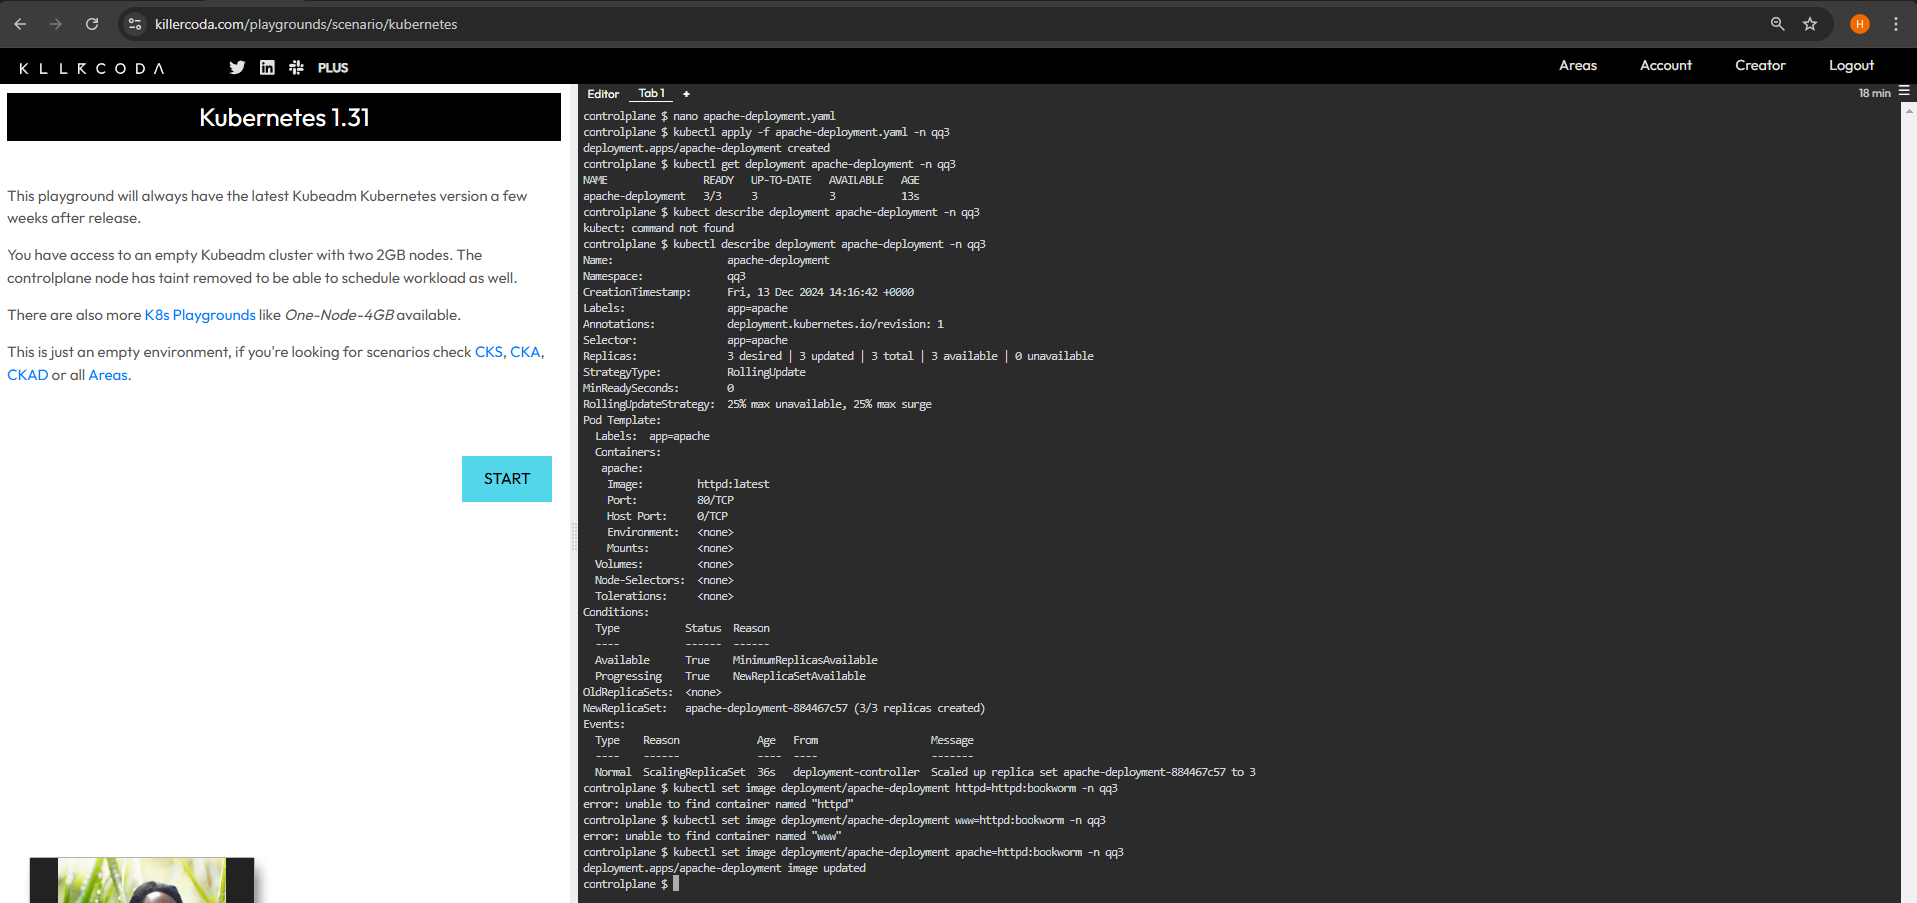 killercoda.com/playgrounds/scenario/kubernetes
H
KLLRCODA
PLUS
Areas
Account
Creator
Logout
Kubernetes 1.31
This playground will always have the latest Kubeadm Kubernetes version a few
weeks after release.
You have access to an empty Kubeadm cluster with two 2GB nodes. The
controlplane node has taint removed to be able to schedule workload as well.
There are also more K8s Playgrounds like One-Node-4GB available.
This is just an empty environment, if you're looking for scenarios check CKS, CKA,
CKAD or all Areas.
START
Editor Tab 1 +
18 min
controlplane $ nano apache-deployment.yaml
controlplane $ kubectl apply -f apache-deployment.yaml -n qq3
deployment.apps/apache-deployment created
controlplane $ kubectl get deployment apache-deployment -n qq3
NAME                READY   UP-TO-DATE   AVAILABLE   AGE
apache-deployment   3/3     3            3           13s
controlplane $ kubect describe deployment apache-deployment -n qq3
kubect: command not found
controlplane $ kubectl describe deployment apache-deployment -n qq3
Name:                   apache-deployment
Namespace:              qq3
CreationTimestamp:      Fri, 13 Dec 2024 14:16:42 +0000
Labels:                 app=apache
Annotations:            deployment.kubernetes.io/revision: 1
Selector:               app=apache
Replicas:               3 desired | 3 updated | 3 total | 3 available | 0 unavailable
StrategyType:           RollingUpdate
MinReadySeconds:        0
RollingUpdateStrategy:  25% max unavailable, 25% max surge
Pod Template:
  Labels:  app=apache
  Containers:
   apache:
    Image:         httpd:latest
    Port:          80/TCP
    Host Port:     0/TCP
    Environment:   <none>
    Mounts:        <none>
  Volumes:         <none>
  Node-Selectors:  <none>
  Tolerations:     <none>
Conditions:
  Type           Status  Reason
  ----           ------  ------
  Available      True    MinimumReplicasAvailable
  Progressing    True    NewReplicaSetAvailable
OldReplicaSets:  <none>
NewReplicaSet:   apache-deployment-884467c57 (3/3 replicas created)
Events:
  Type    Reason             Age   From                   Message
  ----    ------             ----  ----                   -------
  Normal  ScalingReplicaSet  36s   deployment-controller  Scaled up replica set apache-deployment-884467c57 to 3
controlplane $ kubectl set image deployment/apache-deployment httpd=httpd:bookworm -n qq3
error: unable to find container named "httpd"
controlplane $ kubectl set image deployment/apache-deployment www=httpd:bookworm -n qq3
error: unable to find container named "www"
controlplane $ kubectl set image deployment/apache-deployment apache=httpd:bookworm -n qq3
deployment.apps/apache-deployment image updated
controlplane $